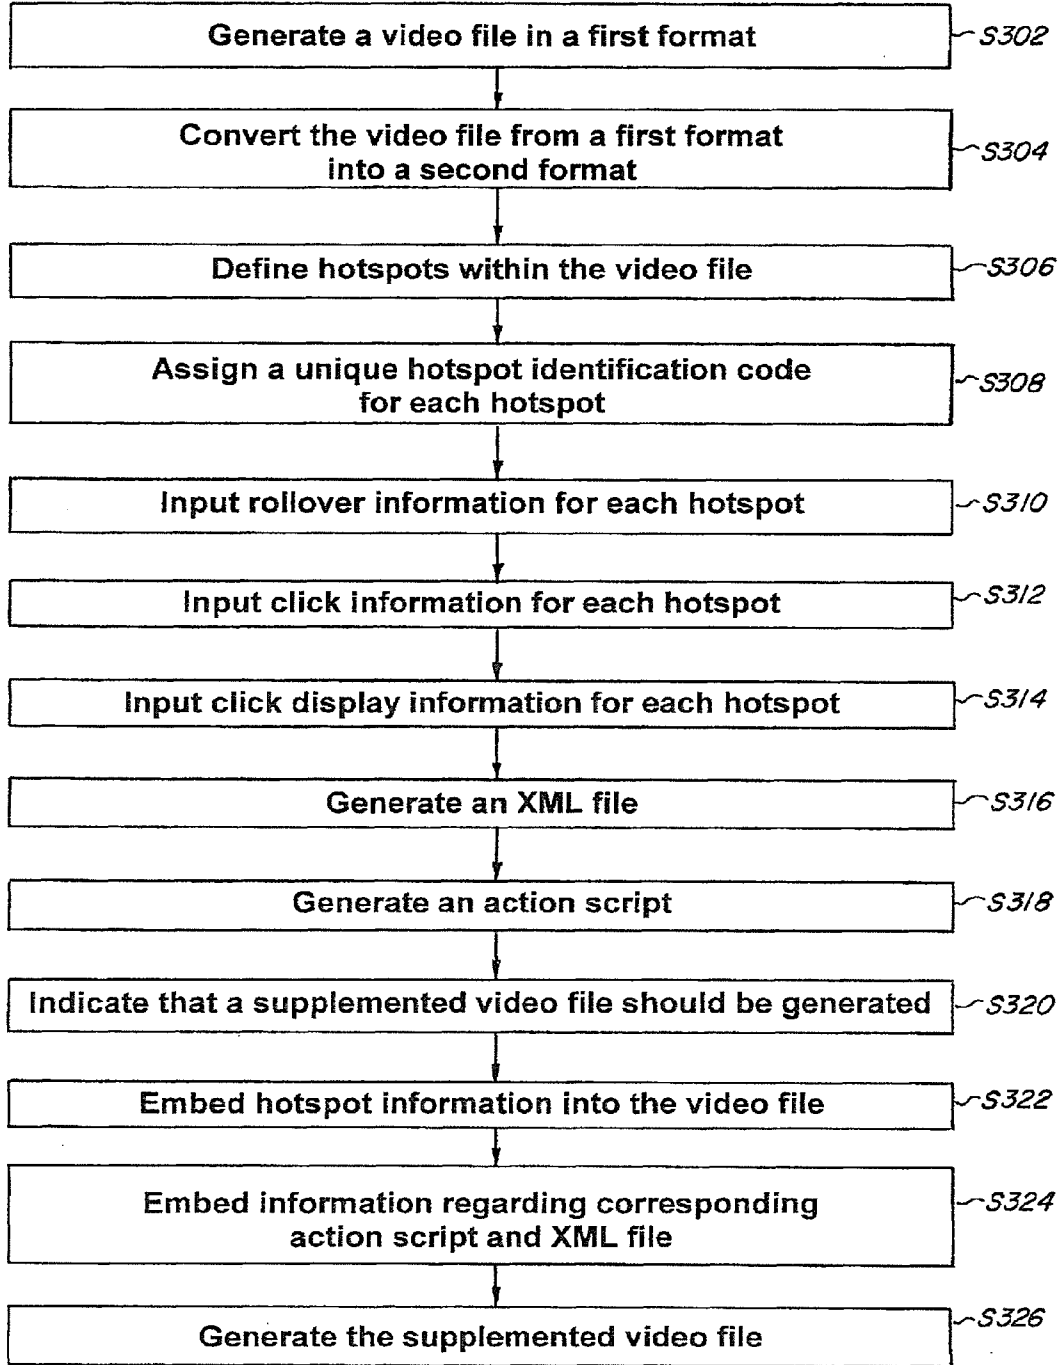 Generate a video file in a first format
S302
Convert the video file from a first format
into a second format
S304
Define hotspots within the video file
S306
Assign a unique hotspot identification code
for each hotspot
S308
Input rollover information for each hotspot
S310
Input click information for each hotspot
S312
Input click display information for each hotspot
S314
Generate an XML file
S316
Generate an action script
S318
Indicate that a supplemented video file should be generated
S320
Embed hotspot information into the video file
S322
Embed information regarding corresponding
action script and XML file
S324
Generate the supplemented video file
S326